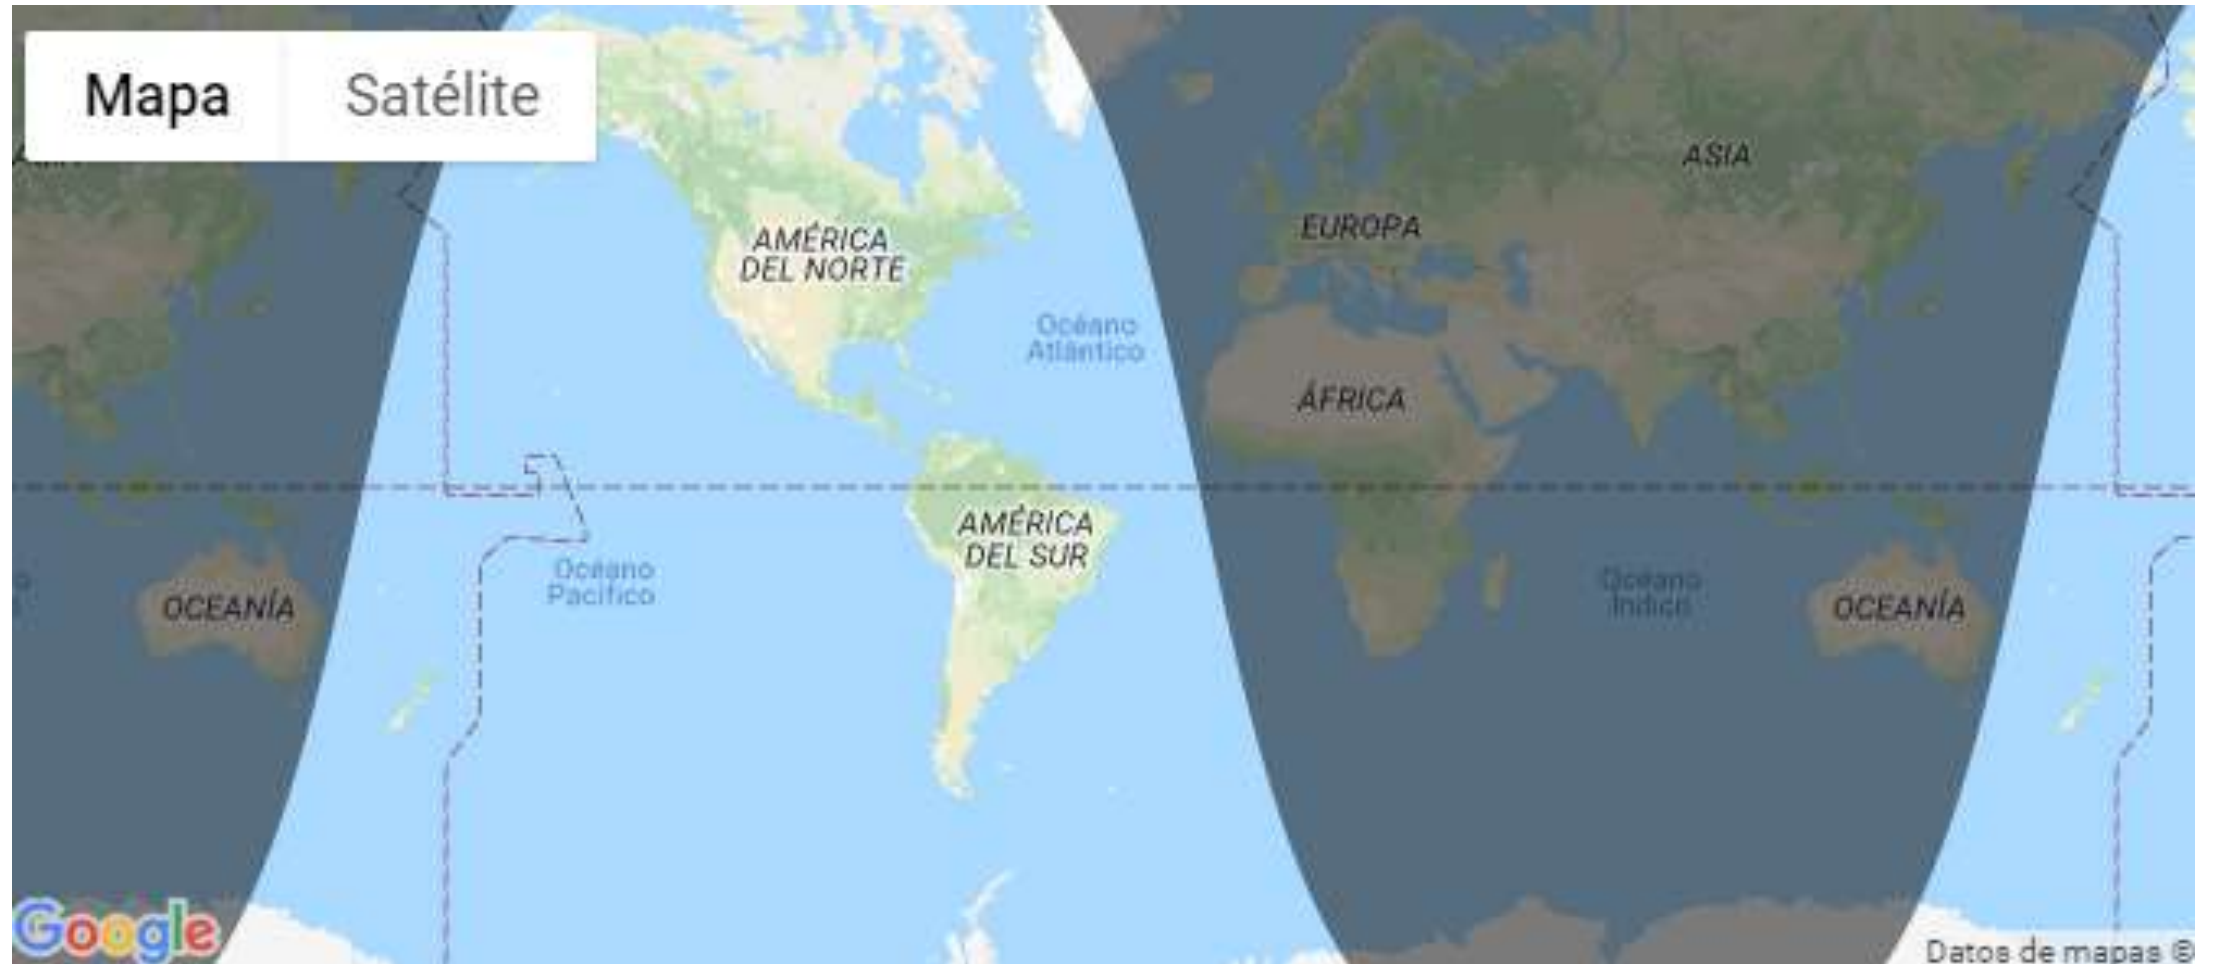 Mapa
Satélite
ASIA
EUROPA
AMÉRICA
DEL NORTE
Océano
Atlántico
ÁFRICA
AMÉRICA
DEL SUR
Océano
Pacífico
Océano
Índico
OCEANÍA
OCEANÍA
Google
Datos de mapas ©